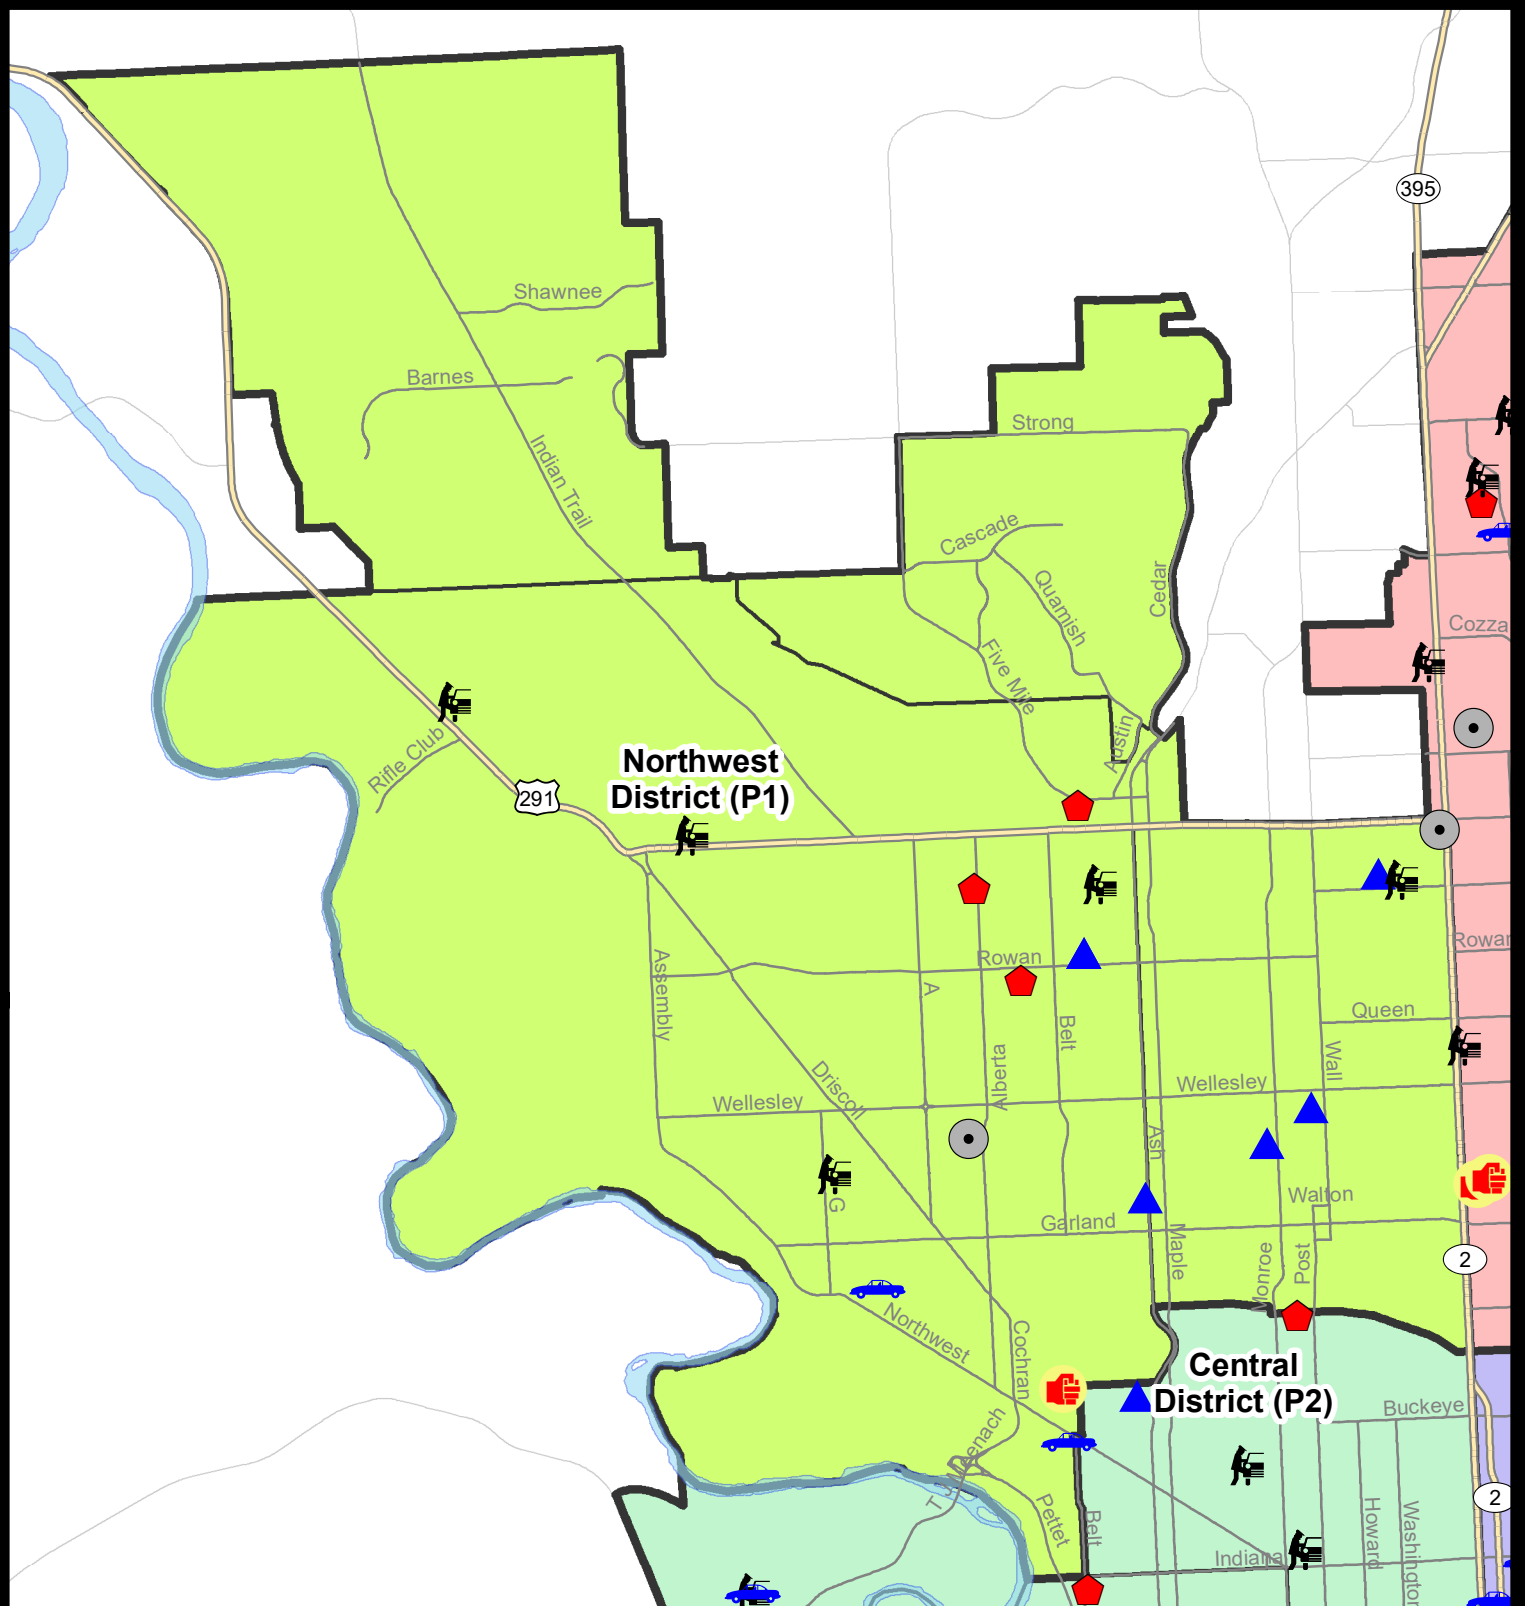 395
Shawnee
Barnes
Strong
Indian Trail
Cascade
Quamish
Cedar
Cozza
Five Mile
Austin
Rifle Club
Northwest
District (P1)
291
Rowan
Rowan
Assembly
A
Queen
Belt
Alberta
Wall
Driscoll
Wellesley
Wellesley
Ash
Walton
G
Garland
Maple
Monroe
Post
2
Northwest
Cochran
Central
District (P2)
Buckeye
T J Meenach
2
Pettet
Belt
Howard
Washington
Indiana